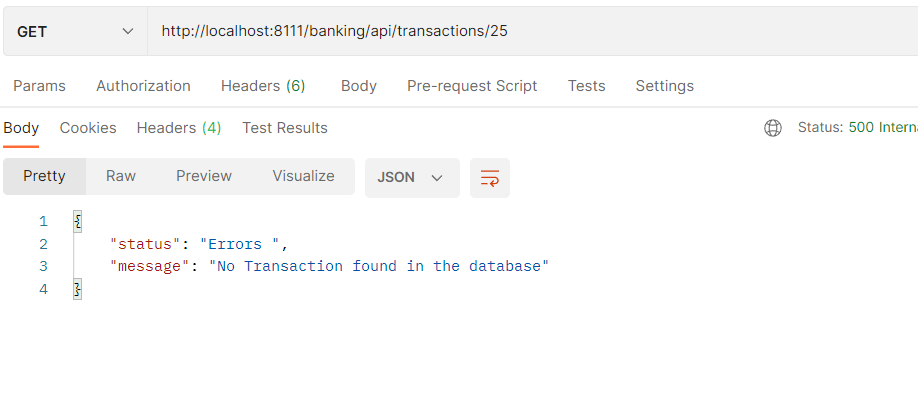 GET http://localhost:8111/banking/api/transactions/25
Params Authorization Headers (6) Body Pre-request Script Tests Settings
Body Cookies Headers (4) Test Results Status: 500 Interna
Pretty Raw Preview Visualize JSON
1 {
2 "status": "Errors ",
3 "message": "No Transaction found in the database"
4 }